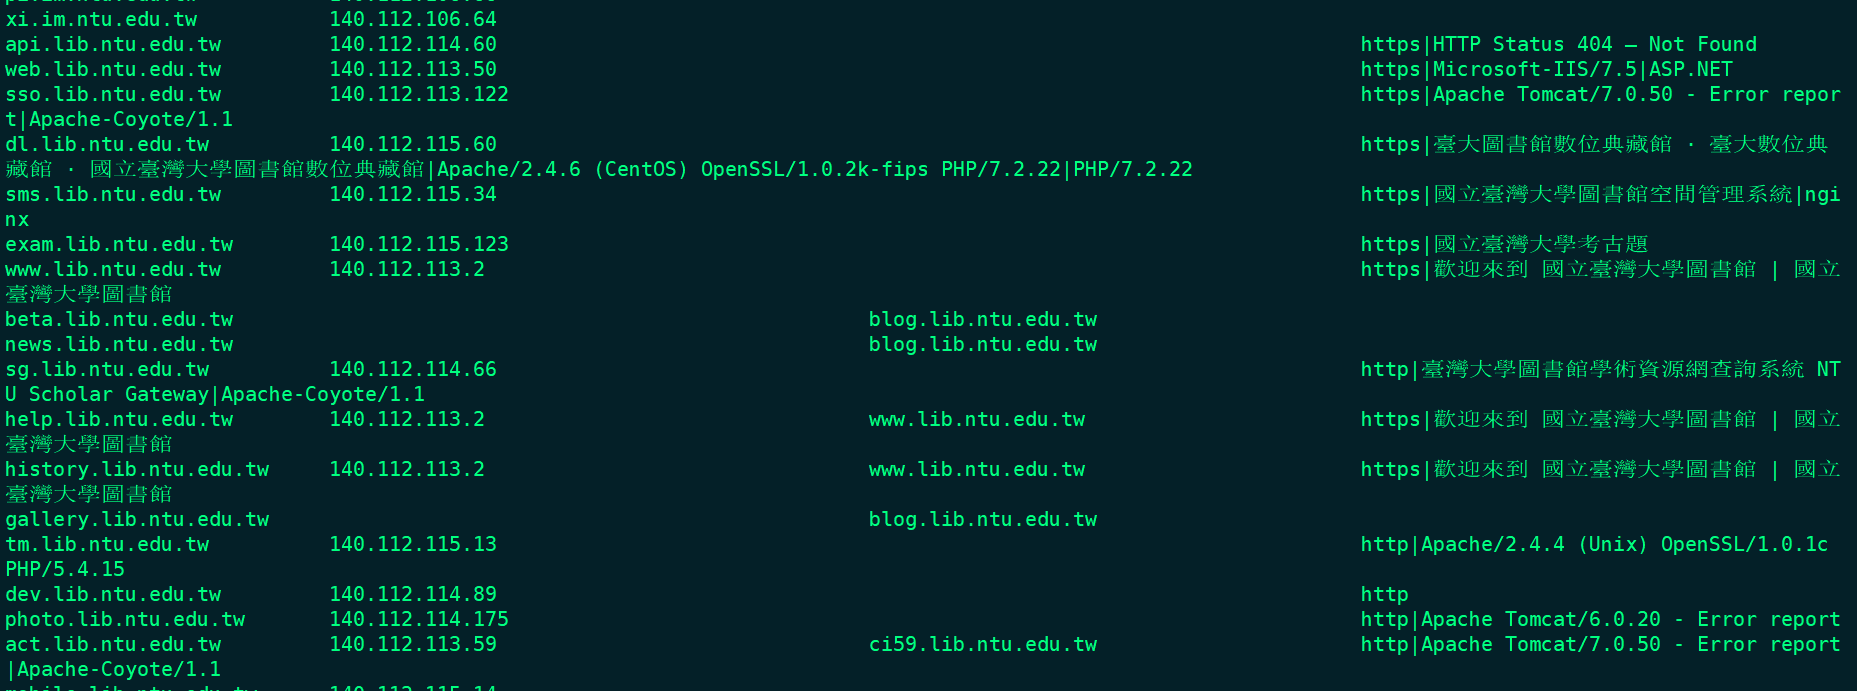 xi.im.ntu.edu.tw 140.112.106.64
api.lib.ntu.edu.tw 140.112.114.60 https|HTTP Status 404 – Not Found
web.lib.ntu.edu.tw 140.112.113.50 https|Microsoft-IIS/7.5|ASP.NET
sso.lib.ntu.edu.tw 140.112.113.122 https|Apache Tomcat/7.0.50 - Error repor
t|Apache-Coyote/1.1
dl.lib.ntu.edu.tw 140.112.115.60 https|臺大圖書館數位典藏館 · 臺大數位典
藏館 · 國立臺灣大學圖書館數位典藏館|Apache/2.4.6 (CentOS) OpenSSL/1.0.2k-fips PHP/7.2.22|PHP/7.2.22
sms.lib.ntu.edu.tw 140.112.115.34 https|國立臺灣大學圖書館空間管理系統|ngi
nx
exam.lib.ntu.edu.tw 140.112.115.123 https|國立臺灣大學考古題
www.lib.ntu.edu.tw 140.112.113.2 https|歡迎來到 國立臺灣大學圖書館 | 國立
臺灣大學圖書館
beta.lib.ntu.edu.tw blog.lib.ntu.edu.tw
news.lib.ntu.edu.tw blog.lib.ntu.edu.tw
sg.lib.ntu.edu.tw 140.112.114.66 http|臺灣大學圖書館學術資源網查詢系統 NT
U Scholar Gateway|Apache-Coyote/1.1
help.lib.ntu.edu.tw 140.112.113.2 www.lib.ntu.edu.tw https|歡迎來到 國立臺灣大學圖書館 | 國立
臺灣大學圖書館
history.lib.ntu.edu.tw 140.112.113.2 www.lib.ntu.edu.tw https|歡迎來到 國立臺灣大學圖書館 | 國立
臺灣大學圖書館
gallery.lib.ntu.edu.tw blog.lib.ntu.edu.tw
tm.lib.ntu.edu.tw 140.112.115.13 http|Apache/2.4.4 (Unix) OpenSSL/1.0.1c
PHP/5.4.15
dev.lib.ntu.edu.tw 140.112.114.89 http
photo.lib.ntu.edu.tw 140.112.114.175 http|Apache Tomcat/6.0.20 - Error report
act.lib.ntu.edu.tw 140.112.113.59 ci59.lib.ntu.edu.tw http|Apache Tomcat/7.0.50 - Error report
|Apache-Coyote/1.1